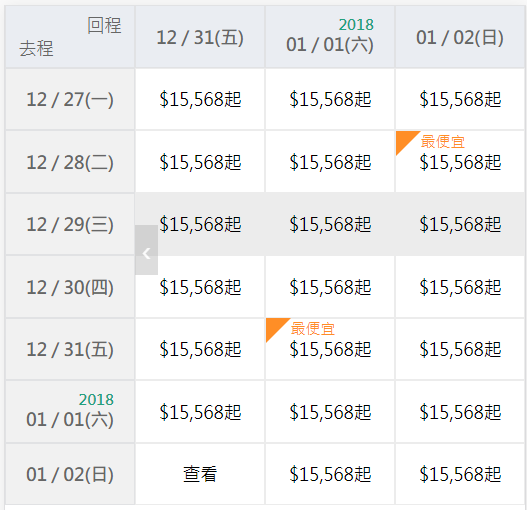 回程
去程
12 / 31(五)
2018
01 / 01(六)
01 / 02(日)
12 / 27(一)
$15,568起
$15,568起
$15,568起
12 / 28(二)
$15,568起
$15,568起
最便宜
$15,568起
12 / 29(三)
‹
$15,568起
$15,568起
$15,568起
12 / 30(四)
$15,568起
$15,568起
$15,568起
12 / 31(五)
$15,568起
最便宜
$15,568起
$15,568起
2018
01 / 01(六)
$15,568起
$15,568起
$15,568起
01 / 02(日)
查看
$15,568起
$15,568起